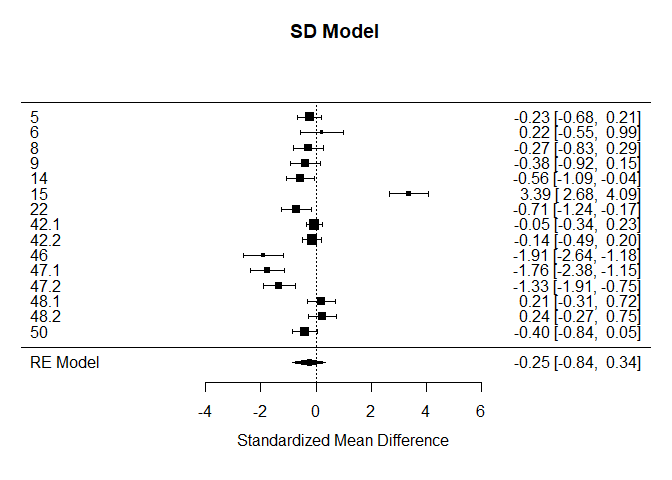 SD Model
5 -0.23 [-0.68, 0.21]
6 0.22 [-0.55, 0.99]
8 -0.27 [-0.83, 0.29]
9 -0.38 [-0.92, 0.15]
14 -0.56 [-1.09, -0.04]
15 3.39 [ 2.68, 4.09]
22 -0.71 [-1.24, -0.17]
42.1 -0.05 [-0.34, 0.23]
42.2 -0.14 [-0.49, 0.20]
46 -1.91 [-2.64, -1.18]
47.1 -1.76 [-2.38, -1.15]
47.2 -1.33 [-1.91, -0.75]
48.1 0.21 [-0.31, 0.72]
48.2 0.24 [-0.27, 0.75]
50 -0.40 [-0.84, 0.05]
RE Model -0.25 [-0.84, 0.34]
-4 -2 0 2 4 6
Standardized Mean Difference